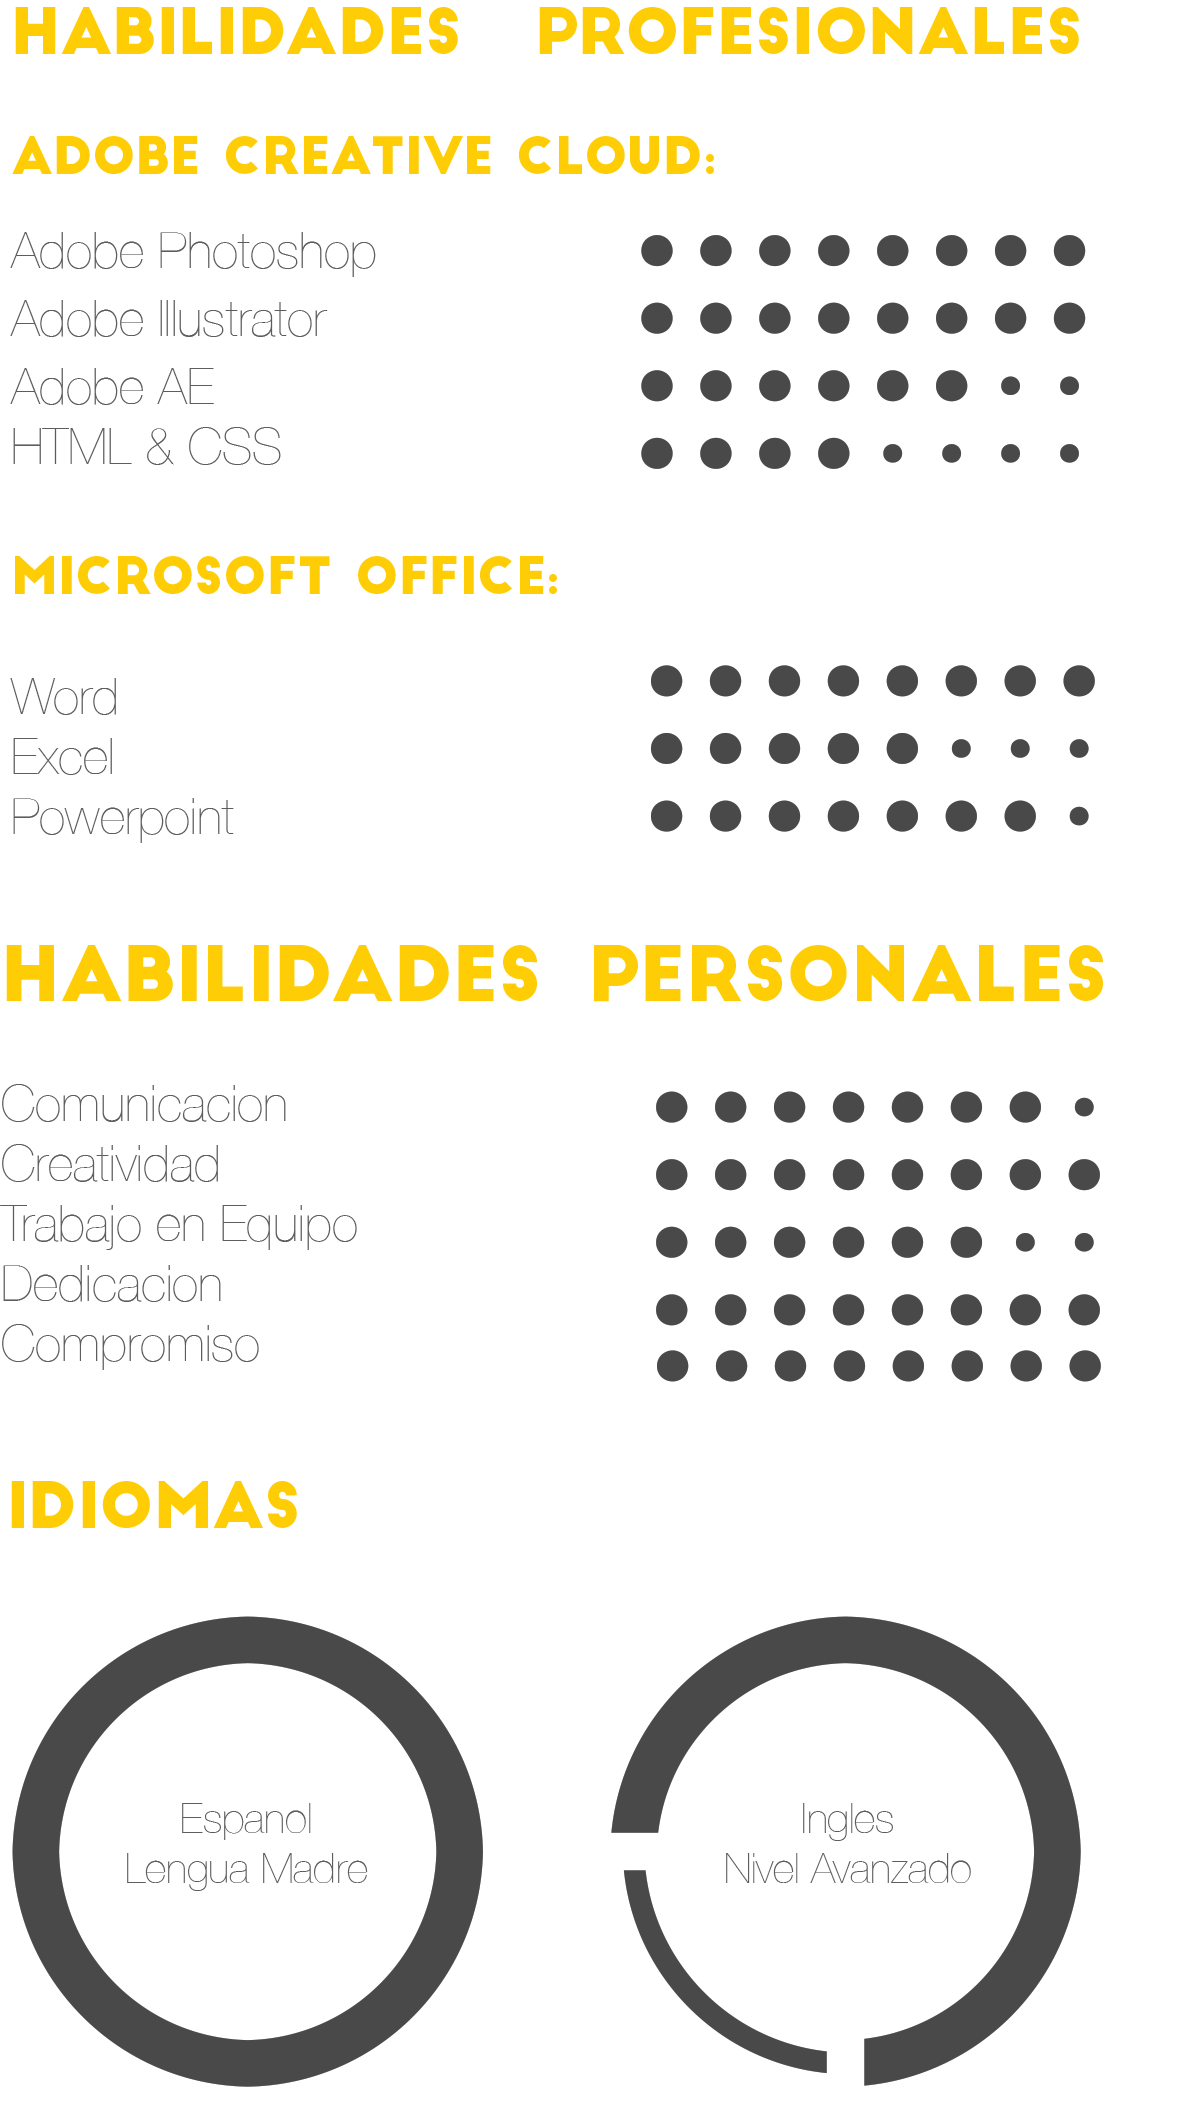 HABILIDADES PROFESIONALES
ADOBE CREATIVE CLOUD:
Adobe Photoshop
Adobe Illustrator
Adobe AE
HTML & CSS
MICROSOFT OFFICE:
Word
Excel
Powerpoint
HABILIDADES PERSONALES
Comunicacion
Creatividad
Trabajo en Equipo
Dedicacion
Compromiso
IDIOMAS
Espanol
Lengua Madre
Ingles
Nivel Avanzado